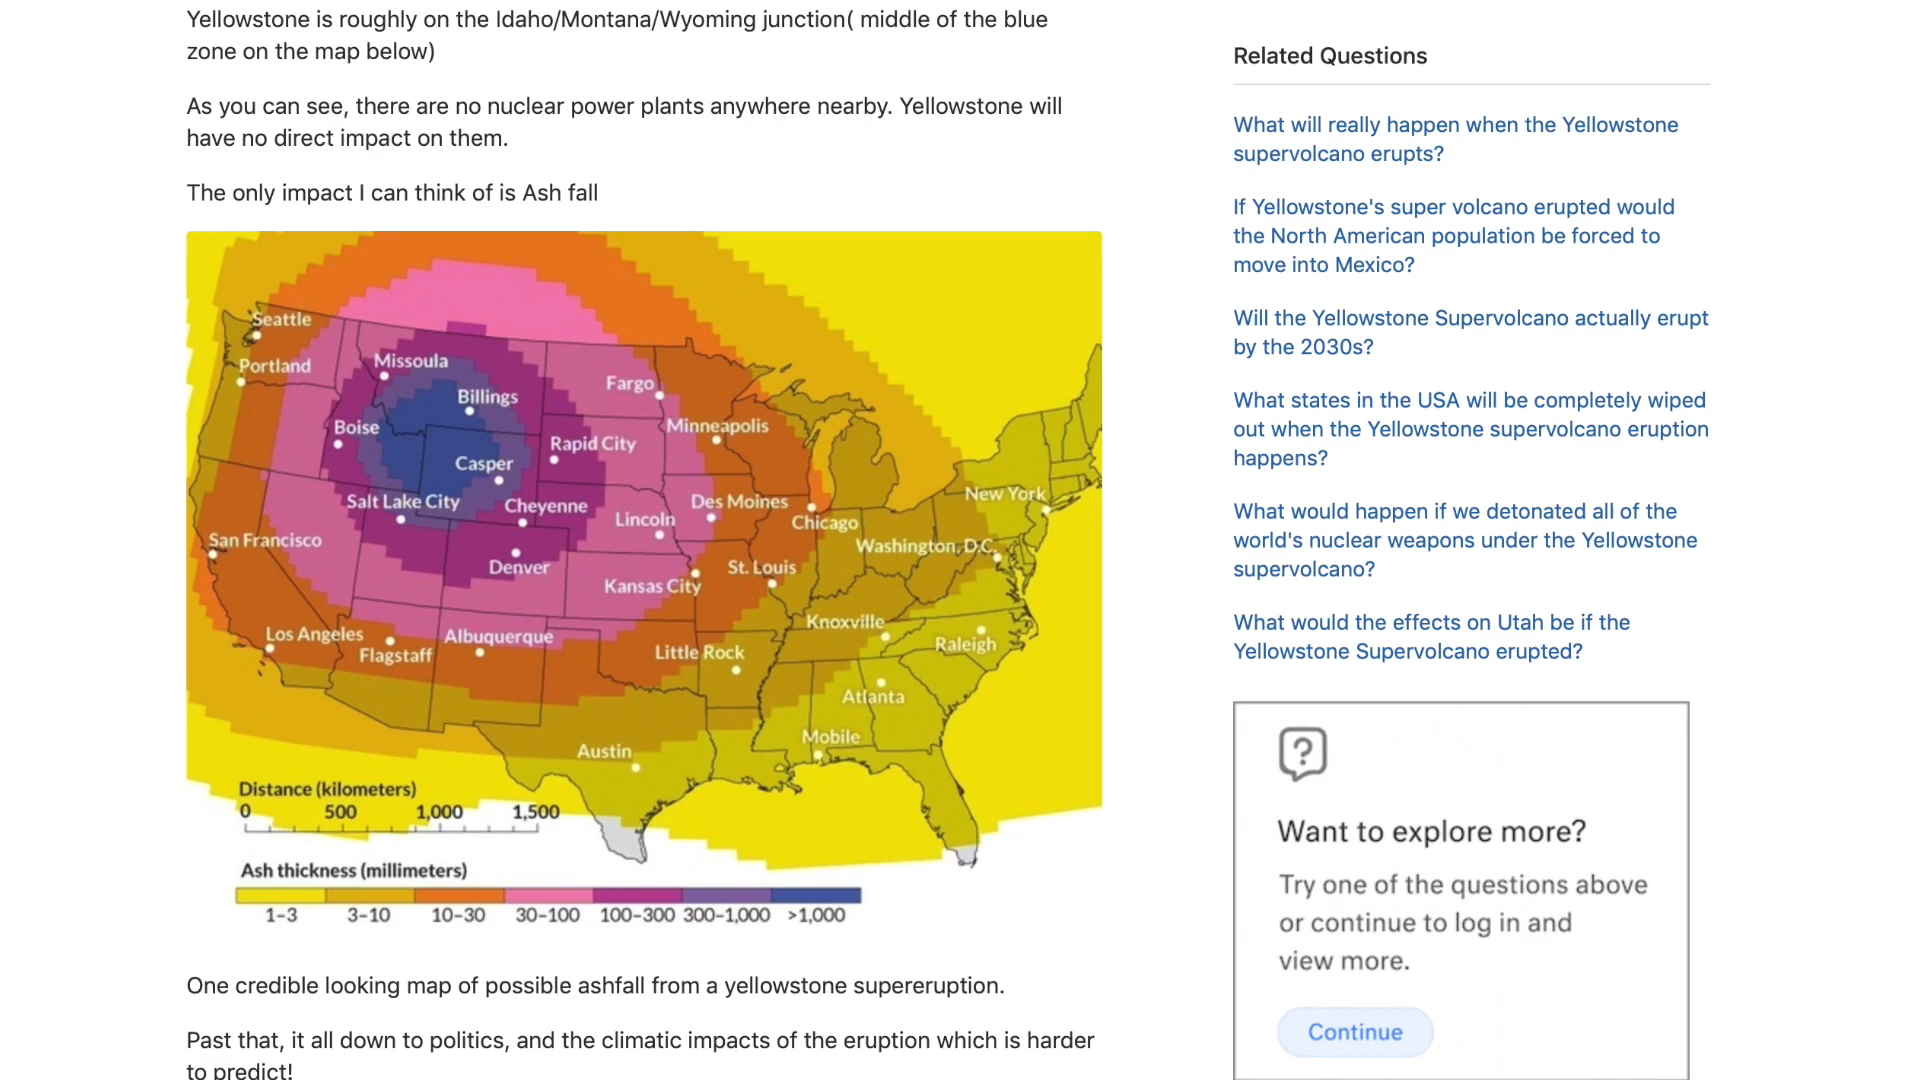 Yellowstone is roughly on the Idaho/Montana/Wyoming junction( middle of the blue
zone on the map below)
As you can see, there are no nuclear power plants anywhere nearby. Yellowstone will
have no direct impact on them.
The only impact I can think of is Ash fall
Seattle
Portland
Missoula
Billings
Fargo
Boise
Minneapolis
Rapid City
Casper
Salt Lake City
Cheyenne
Des Moines
New York
Lincoln
Chicago
San Francisco
Washington, D.C.
Denver
St. Louis
Kansas City
Knoxville
Los Angeles
Albuquerque
Raleigh
Flagstaff
Little Rock
Atlanta
Mobile
Austin
Distance (kilometers)
0 500 1,000 1,500
Ash thickness (millimeters)
1–3 3–10 10–30 30–100 100–300 300–1,000 >1,000
One credible looking map of possible ashfall from a yellowstone supereruption.
Past that, it all down to politics, and the climatic impacts of the eruption which is harder
to predict!
Related Questions
What will really happen when the Yellowstone
supervolcano erupts?
If Yellowstone's super volcano erupted would
the North American population be forced to
move into Mexico?
Will the Yellowstone Supervolcano actually erupt
by the 2030s?
What states in the USA will be completely wiped
out when the Yellowstone supervolcano eruption
happens?
What would happen if we detonated all of the
world's nuclear weapons under the Yellowstone
supervolcano?
What would the effects on Utah be if the
Yellowstone Supervolcano erupted?
?
Want to explore more?
Try one of the questions above
or continue to log in and
view more.
Continue